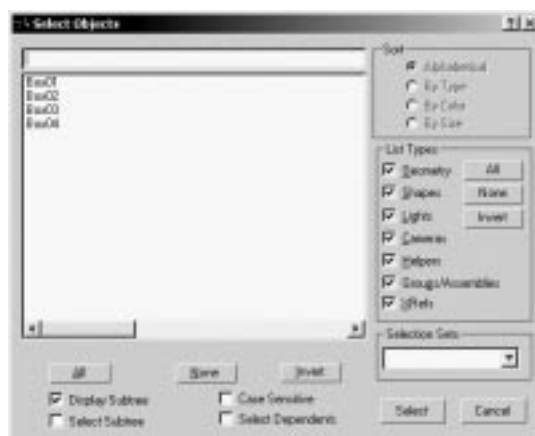 Select Objects
Box01
Box02
Box03
Box04
All
None
Invert
Display Subtree
Case Sensitive
Select Subtree
Select Dependents
Sort
Alphabetical
By Type
By Color
By Size
List Types
Geometry
All
Shapes
None
Lights
Invert
Cameras
Helpers
Groups/Assemblies
XRefs
Selection Sets
Select
Cancel